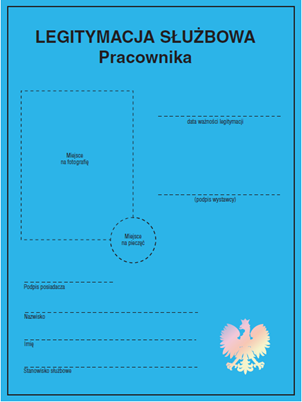 LEGITYMACJA SŁUŻBOWA
Pracownika
Miejsce
na fotografię
data ważności legitymacji
(podpis wystawcy)
Miejsce
na pieczęć
Podpis posiadacza
Nazwisko
Imię
Stanowisko służbowe